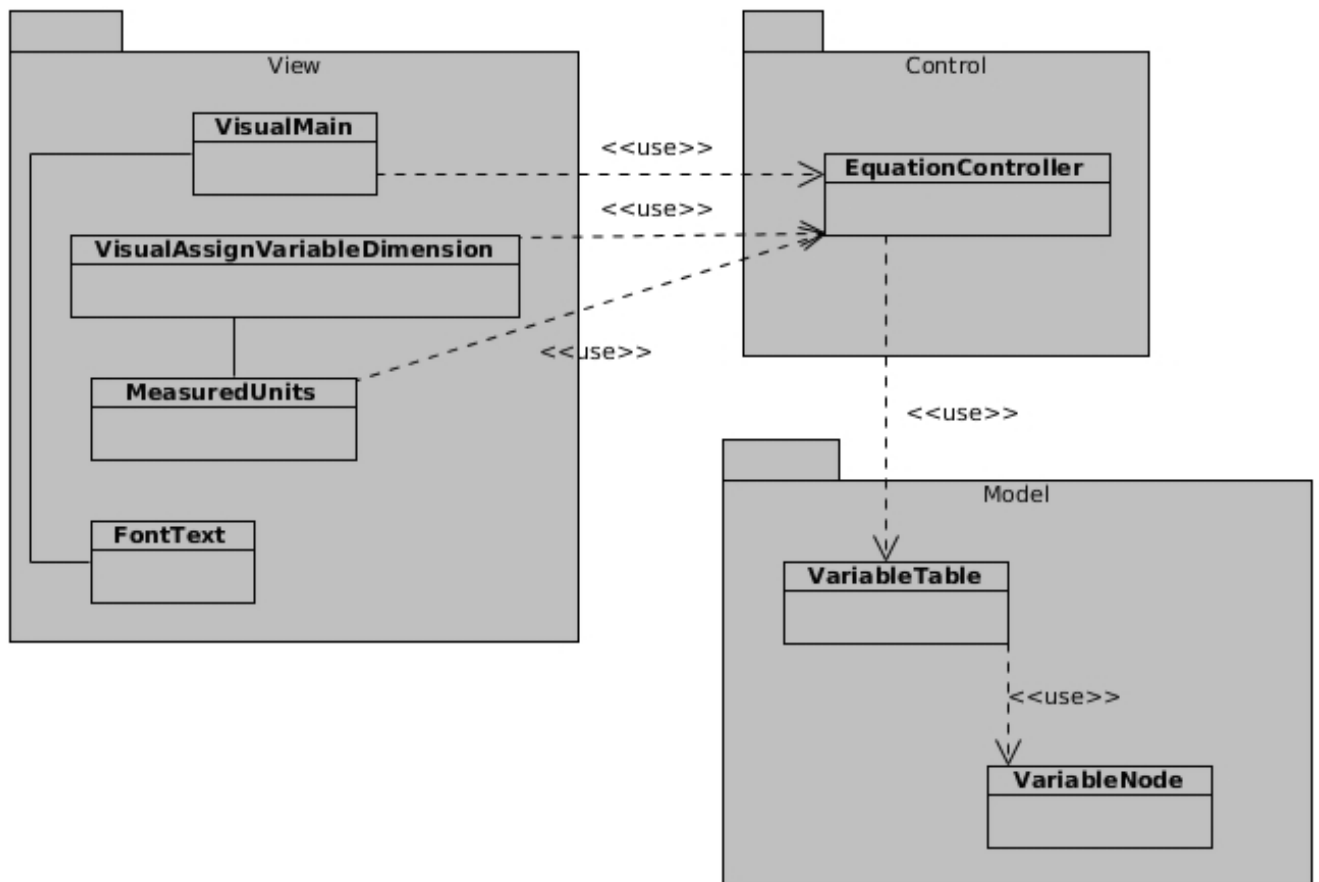 View
VisualMain
VisualAssignVariableDimension
MeasuredUnits
FontText
<<use>>
<<use>>
<<use>>
Control
EquationController
<<use>>
Model
VariableTable
<<use>>
VariableNode